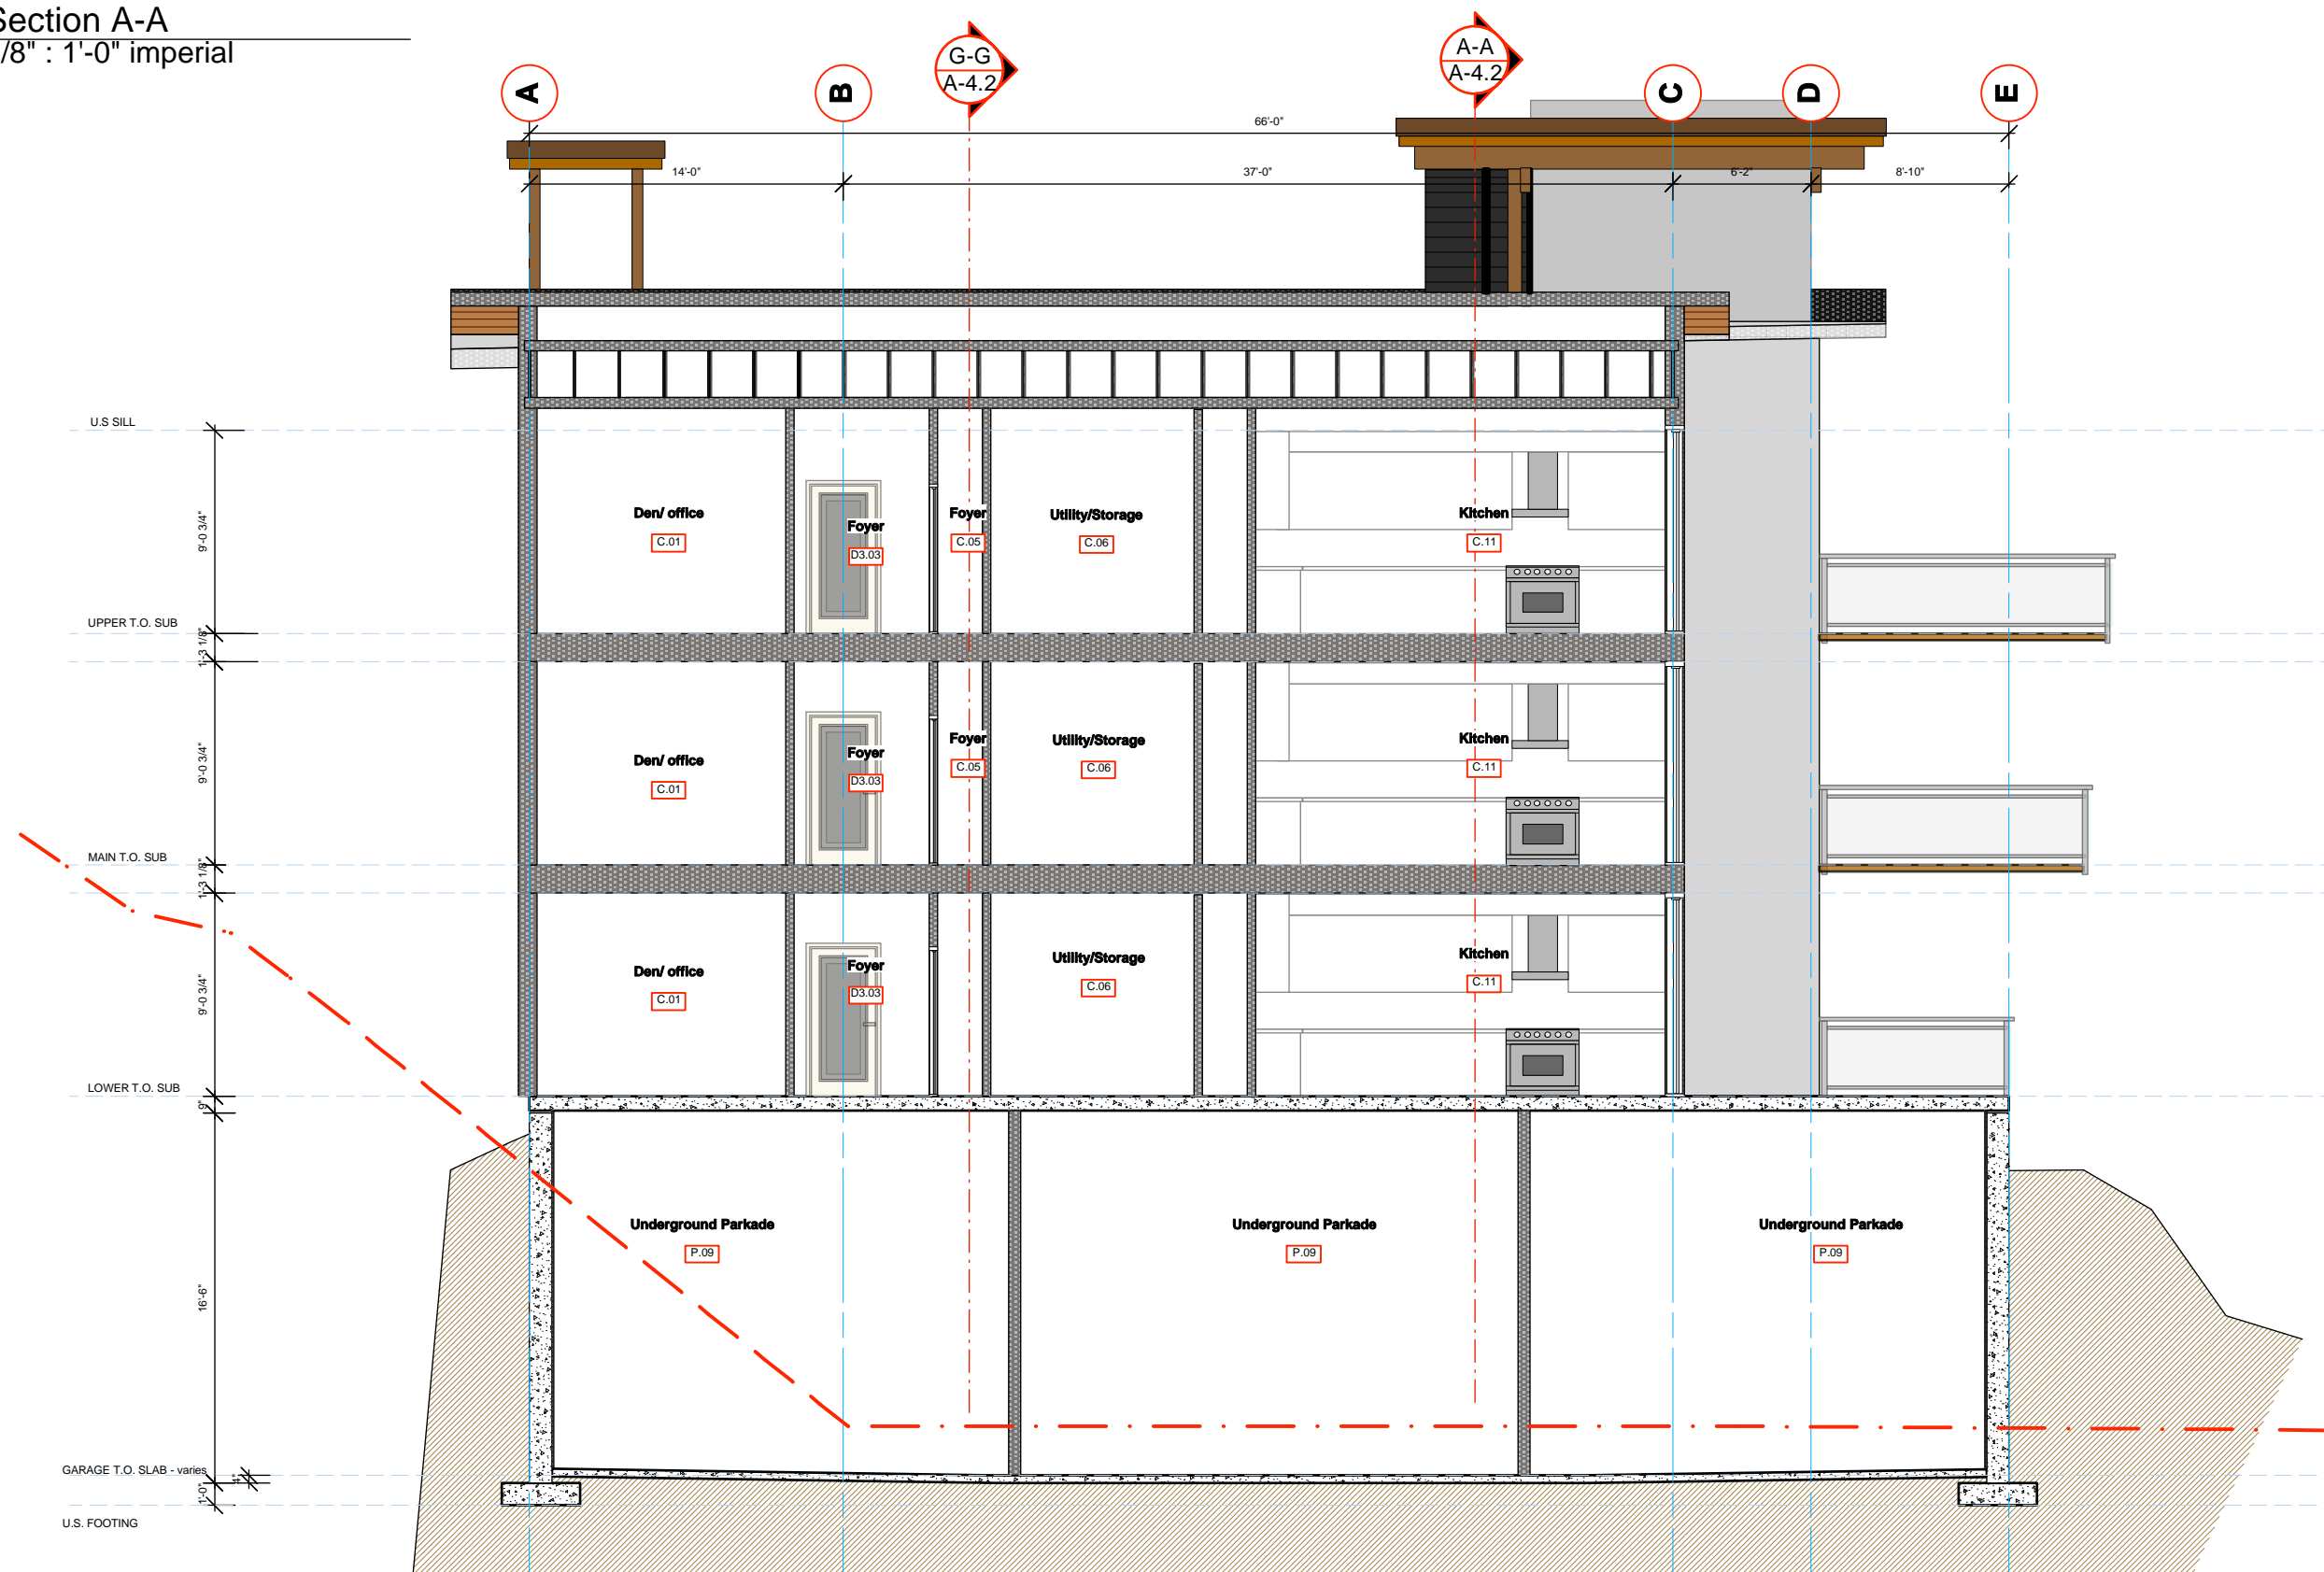 Section A-A
/8" : 1'-0" imperial
A
B
G-G
A-4.2
A-A
A-4.2
C
D
E
66'-0"
14'-0"
37'-0"
6'-2"
8'-10"
U.S SILL
9'-0 3/4"
Den/ office
C.01
Foyer
D3.03
Foyer
C.05
Utility/Storage
C.06
Kitchen
C.11
UPPER T.O. SUB
1'-3 1/8"
9'-0 3/4"
Den/ office
C.01
Foyer
D3.03
Foyer
C.05
Utility/Storage
C.06
Kitchen
C.11
MAIN T.O. SUB
1'-3 1/8"
9'-0 3/4"
Den/ office
C.01
Foyer
D3.03
Utility/Storage
C.06
Kitchen
C.11
LOWER T.O. SUB
9"
Underground Parkade
P.09
Underground Parkade
P.09
Underground Parkade
P.09
16'-6"
GARAGE T.O. SLAB - varies
4"
1'-0"
U.S. FOOTING